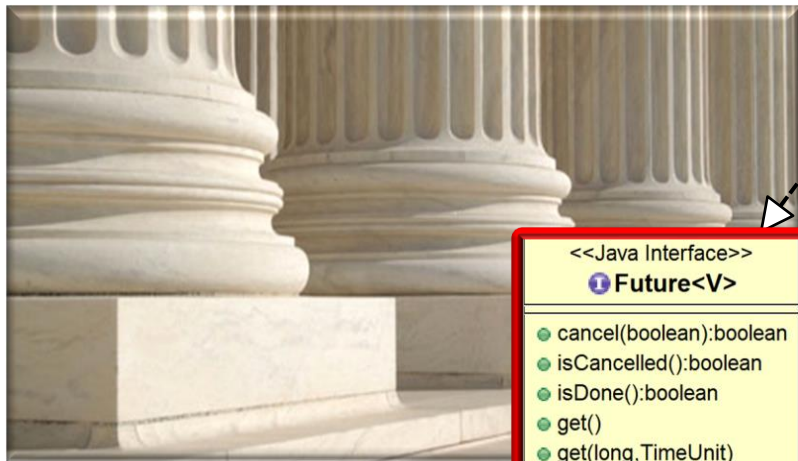 <<Java Interface>>
Future<V>
cancel(boolean):boolean
isCancelled():boolean
isDone():boolean
get()
get(long,TimeUnit)